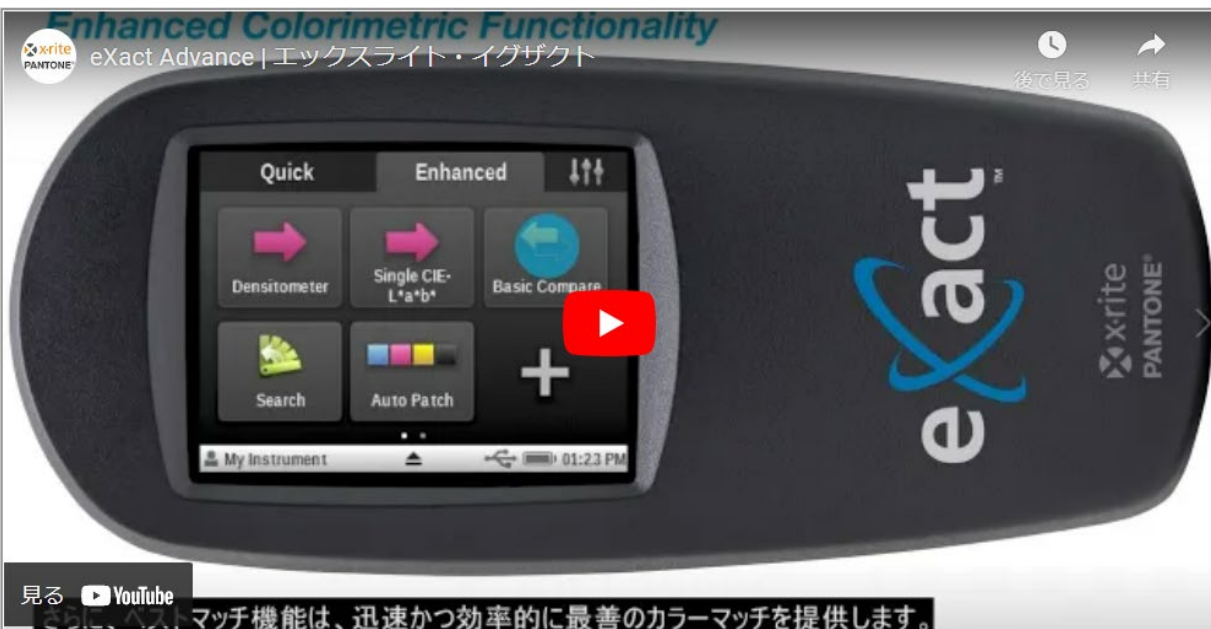 Enhanced Colorimetric Functionality
x·rite
PANTONE®
eXact Advance | エックスライト・イグザクト
後で見る
共有
Quick
Enhanced
Densitometer
Single CIE-
L*a*b*
Basic Compare
Search
Auto Patch
My Instrument
01:23 PM
eXact™
x·rite
PANTONE®
見る
YouTube
さらに、ベストマッチ機能は、迅速かつ効率的に最善のカラーマッチを提供します。